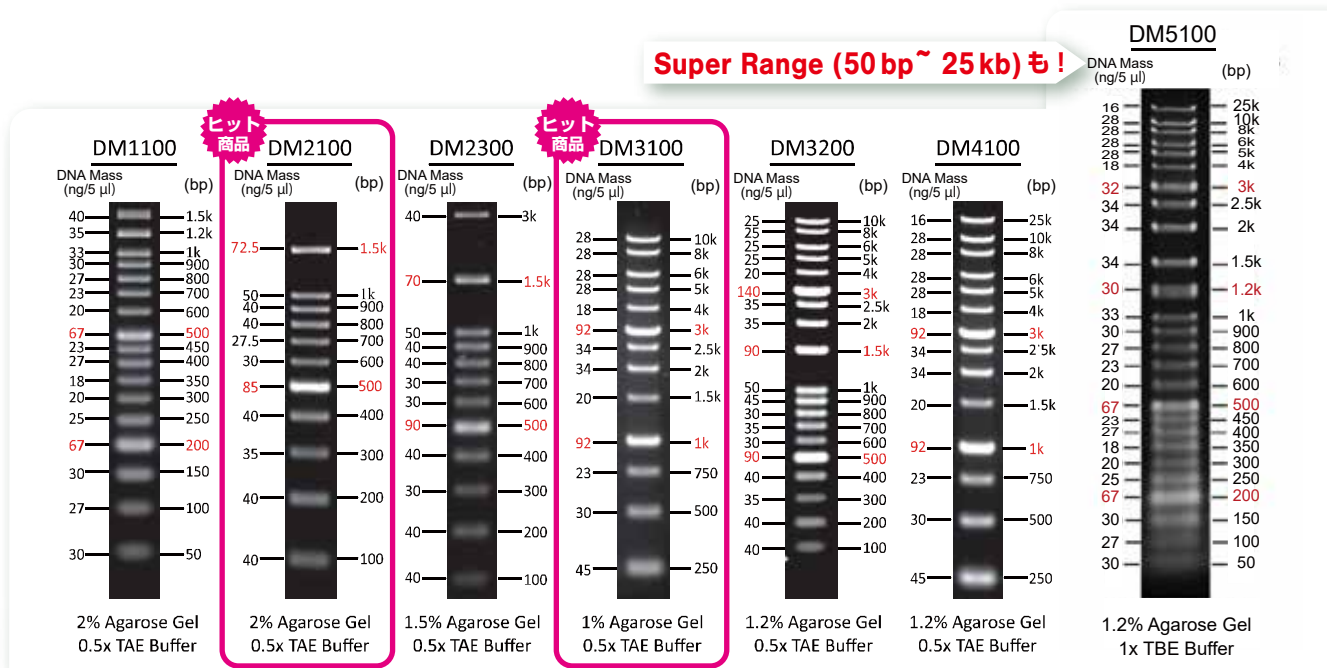 Super Range (50 bp~ 25 kb) も !
DM5100
DNA Mass
(ng/5 µl)
(bp)
16 25k
28 10k
28 8k
28 6k
28 5k
18 4k
32 3k
34 2.5k
34 2k
34 1.5k
30 1.2k
33 1k
30 900
27 800
23 700
20 600
67 500
23 450
27 400
18 350
20 300
25 250
67 200
30 150
27 100
30 50
1.2% Agarose Gel
1x TBE Buffer
DM1100
DNA Mass
(ng/5 µl)
(bp)
40 1.5k
35 1.2k
33 1k
30 900
27 800
23 700
20 600
67 500
23 450
27 400
18 350
20 300
25 250
67 200
30 150
27 100
30 50
2% Agarose Gel
0.5x TAE Buffer
ヒット
商品
DM2100
DNA Mass
(ng/5 µl)
(bp)
72.5 1.5k
50 1k
40 900
40 800
27.5 700
30 600
85 500
40 400
35 300
40 200
40 100
2% Agarose Gel
0.5x TAE Buffer
DM2300
DNA Mass
(ng/5 µl)
(bp)
40 3k
70 1.5k
50 1k
40 900
40 800
30 700
30 600
90 500
40 400
30 300
40 200
40 100
1.5% Agarose Gel
0.5x TAE Buffer
ヒット
商品
DM3100
DNA Mass
(ng/5 µl)
(bp)
28 10k
28 8k
28 6k
28 5k
18 4k
92 3k
34 2.5k
34 2k
20 1.5k
92 1k
23 750
30 500
45 250
1% Agarose Gel
0.5x TAE Buffer
DM3200
DNA Mass
(ng/5 µl)
(bp)
25 10k
25 8k
25 6k
25 5k
20 4k
140 3k
35 2.5k
35 2k
90 1.5k
50 1k
45 900
30 800
35 700
30 600
90 500
40 400
35 300
40 200
40 100
1.2% Agarose Gel
0.5x TAE Buffer
DM4100
DNA Mass
(ng/5 µl)
(bp)
16 25k
28 10k
28 8k
28 6k
28 5k
18 4k
92 3k
34 2.5k
34 2k
20 1.5k
92 1k
23 750
30 500
45 250
1.2% Agarose Gel
0.5x TAE Buffer